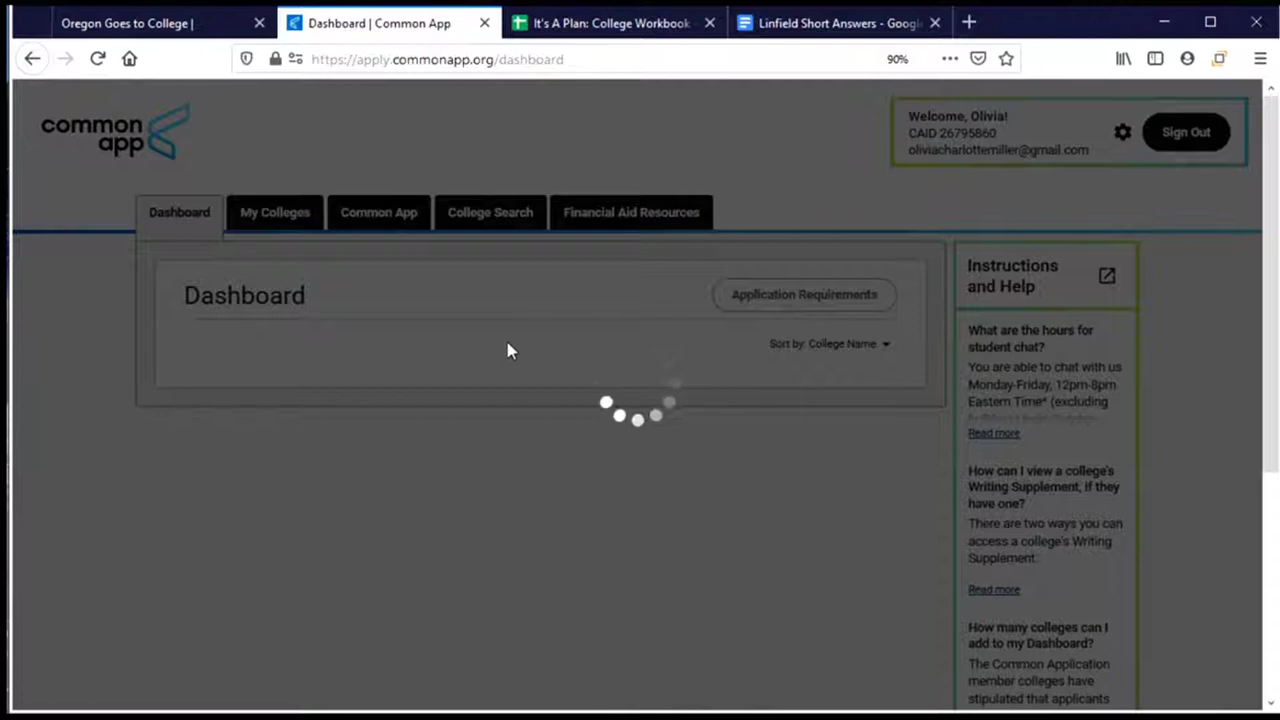 Oregon Goes to College |
Dashboard | Common App
It's A Plan: College Workbook
Linfield Short Answers - Googl
https://apply.commonapp.org/dashboard
90%
common
app
Welcome, Olivia!
CAID 26795860
oliviacharlottemiller@gmail.com
Sign Out
Dashboard
My Colleges
Common App
College Search
Financial Aid Resources
Dashboard
Application Requirements
Sort by: College Name
Instructions
and Help
What are the hours for
student chat?
You are able to chat with us
Monday-Friday, 12pm-8pm
Eastern Time* (excluding
Read more
How can I view a college's
Writing Supplement, if they
have one?
There are two ways you can
access a college's Writing
Supplement.
Read more
How many colleges can I
add to my Dashboard?
The Common Application
member colleges have
stipulated that applicants